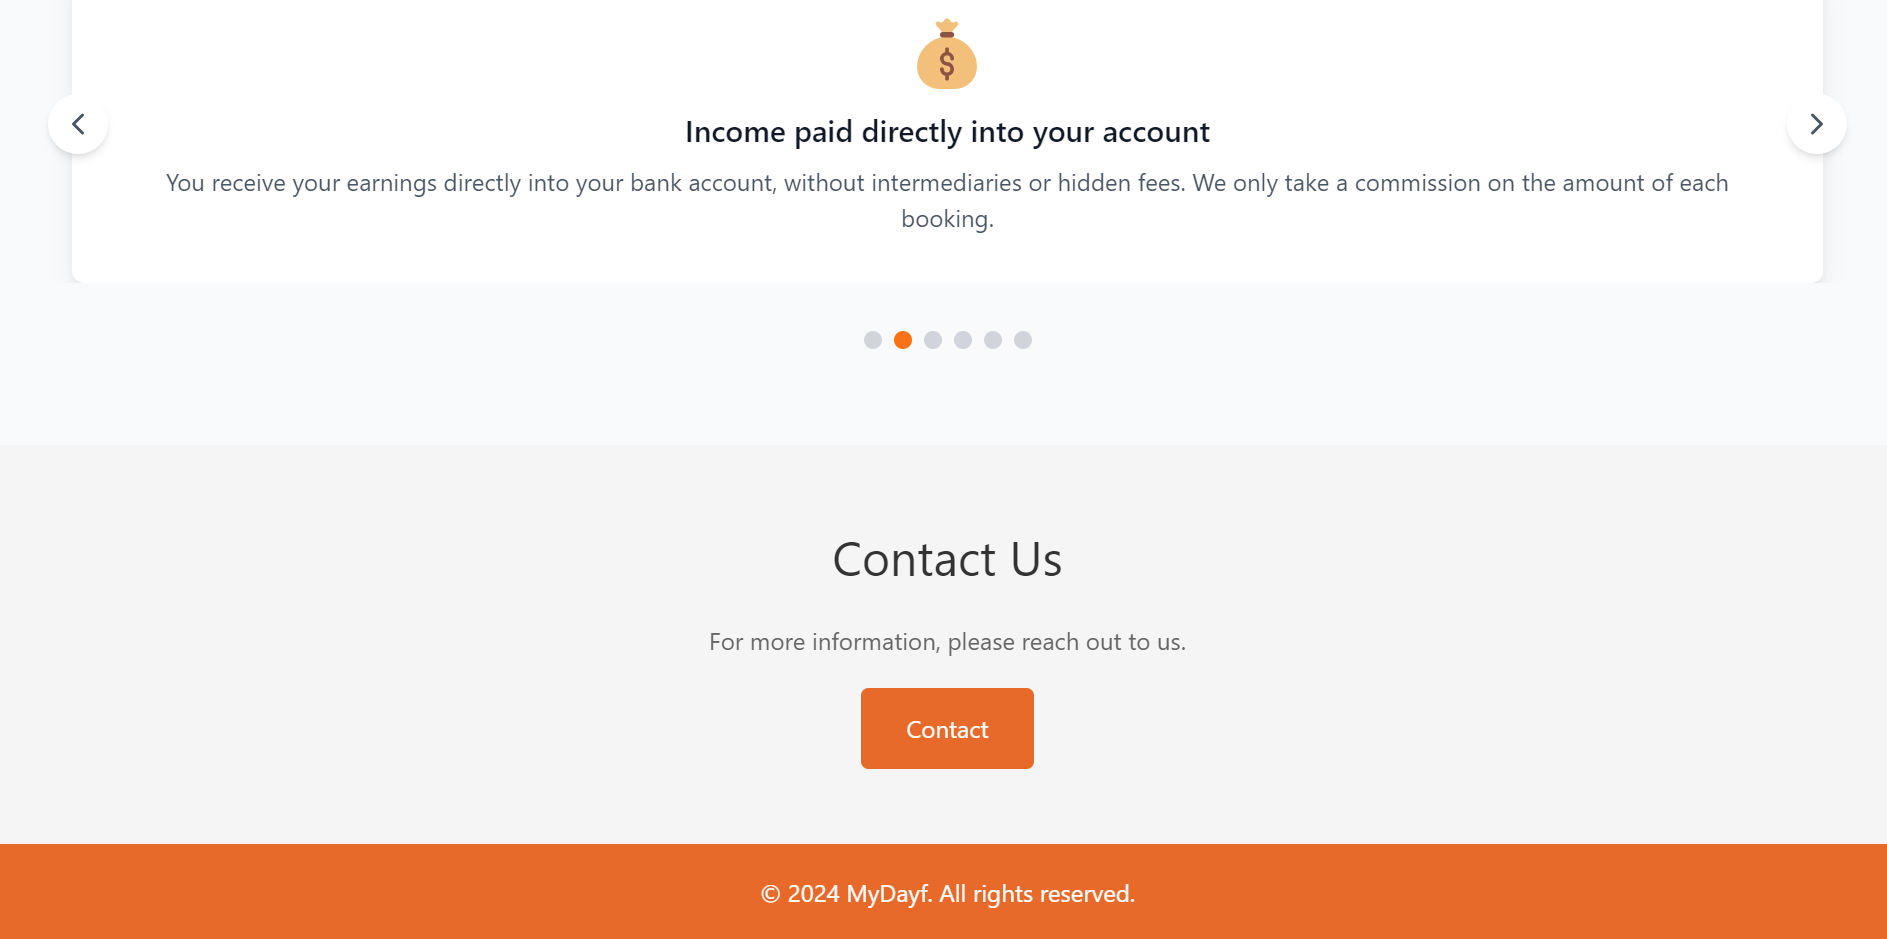 $
Income paid directly into your account
You receive your earnings directly into your bank account, without intermediaries or hidden fees. We only take a commission on the amount of each
booking.
Contact Us
For more information, please reach out to us.
Contact
© 2024 MyDayf. All rights reserved.